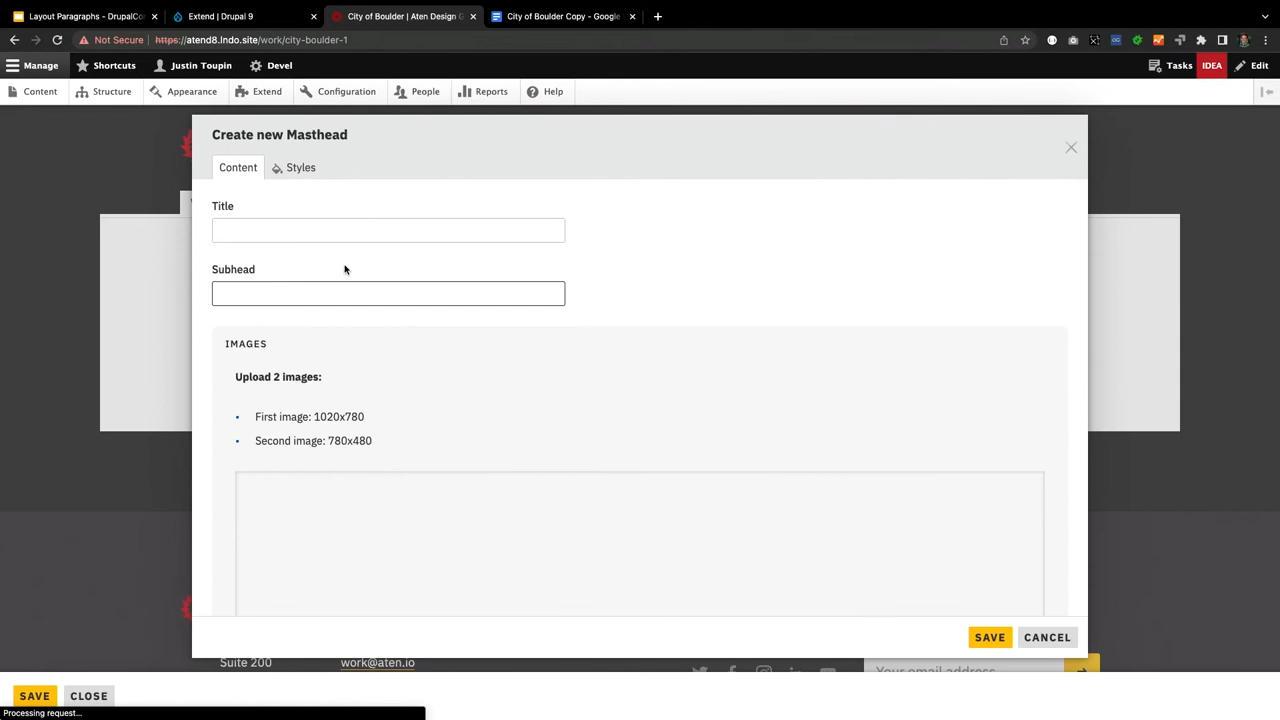 Layout Paragraphs - DrupalCo
Extend | Drupal 9
City of Boulder | Aten Design G
City of Boulder Copy - Google
Not Secure
https://atend8.lndo.site/work/city-boulder-1
Manage
Shortcuts
Justin Toupin
Devel
Tasks
IDEA
Edit
Content
Structure
Appearance
Extend
Configuration
People
Reports
Help
Create new Masthead
Content
Styles
Title
Subhead
IMAGES
Upload 2 images:
First image: 1020x780
Second image: 780x480
SAVE
CANCEL
Suite 200
work@aten.io
Your email address
SAVE
CLOSE
Processing request...